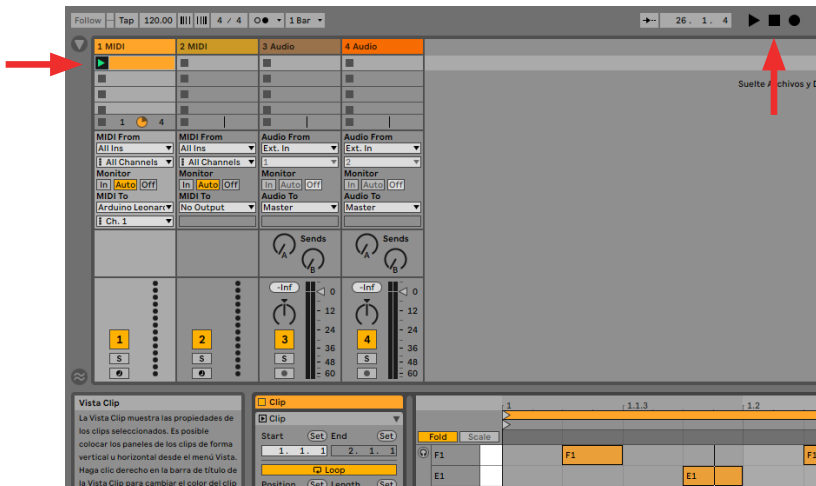 Follow Tap 120.00 4 / 4 1 Bar 26. 1. 4
1 MIDI 2 MIDI 3 Audio 4 Audio
Suelte Archivos y D
1 4
MIDI From MIDI From Audio From Audio From
All Ins All Ins Ext. In Ext. In
All Channels All Channels 1 2
Monitor Monitor Monitor Monitor
In Auto Off In Auto Off In Auto Off In Auto Off
MIDI To MIDI To Audio To Audio To
Arduino Leonard No Output Master Master
Ch. 1
Sends Sends
A A
B B
-Inf -Inf
0 0
12 12
24 24
1 2 3 4
36 36
S S S S
48 48
60 60
Vista Clip
La Vista Clip muestra las propiedades de
los clips seleccionados. Es posible
colocar los paneles de los clips de forma
vertical u horizontal desde el menú Vista.
Haga clic derecho en la barra de título de
la Vista Clip para cambiar el color del clip
Clip
Clip
Start Set End Set
1. 1. 1 2. 1. 1
Loop
Position Set Length Set
1 1.1.3 1.2
Fold Scale
F1 F1 F1
E1 E1